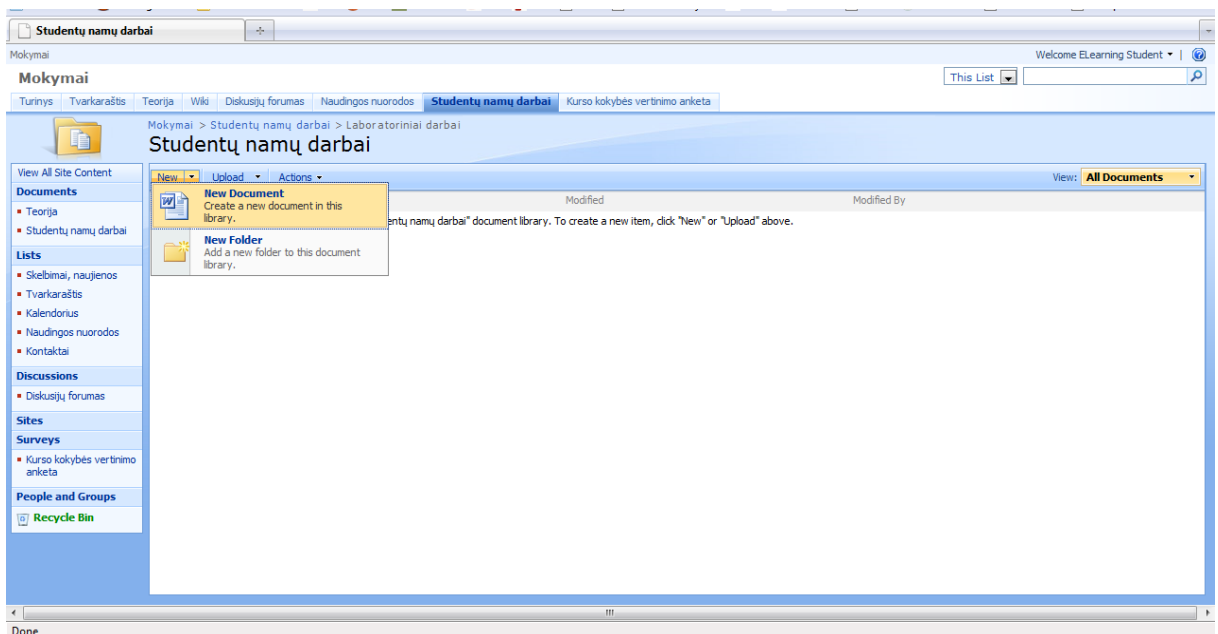 Studentų namų darbai
Mokymai
Welcome ELearning Student
Mokymai
This List
Turinys Tvarkaraštis Teorija Wiki Diskusijų forumas Naudingos nuorodos Studentų namų darbai Kurso kokybės vertinimo anketa
Mokymai > Studentų namų darbai > Laboratoriniai darbai
Studentų namų darbai
View All Site Content
New Upload Actions
View: All Documents
Documents
Teorija
Studentų namų darbai
Lists
Skelbimai, naujienos
Tvarkaraštis
Kalendorius
Naudingos nuorodos
Kontaktai
Discussions
Diskusijų forumas
Sites
Surveys
Kurso kokybės vertinimo
anketa
People and Groups
Recycle Bin
New Document
Create a new document in this
library.
New Folder
Add a new folder to this document
library.
Modified Modified By
namų darbai" document library. To create a new item, click "New" or "Upload" above.
Done